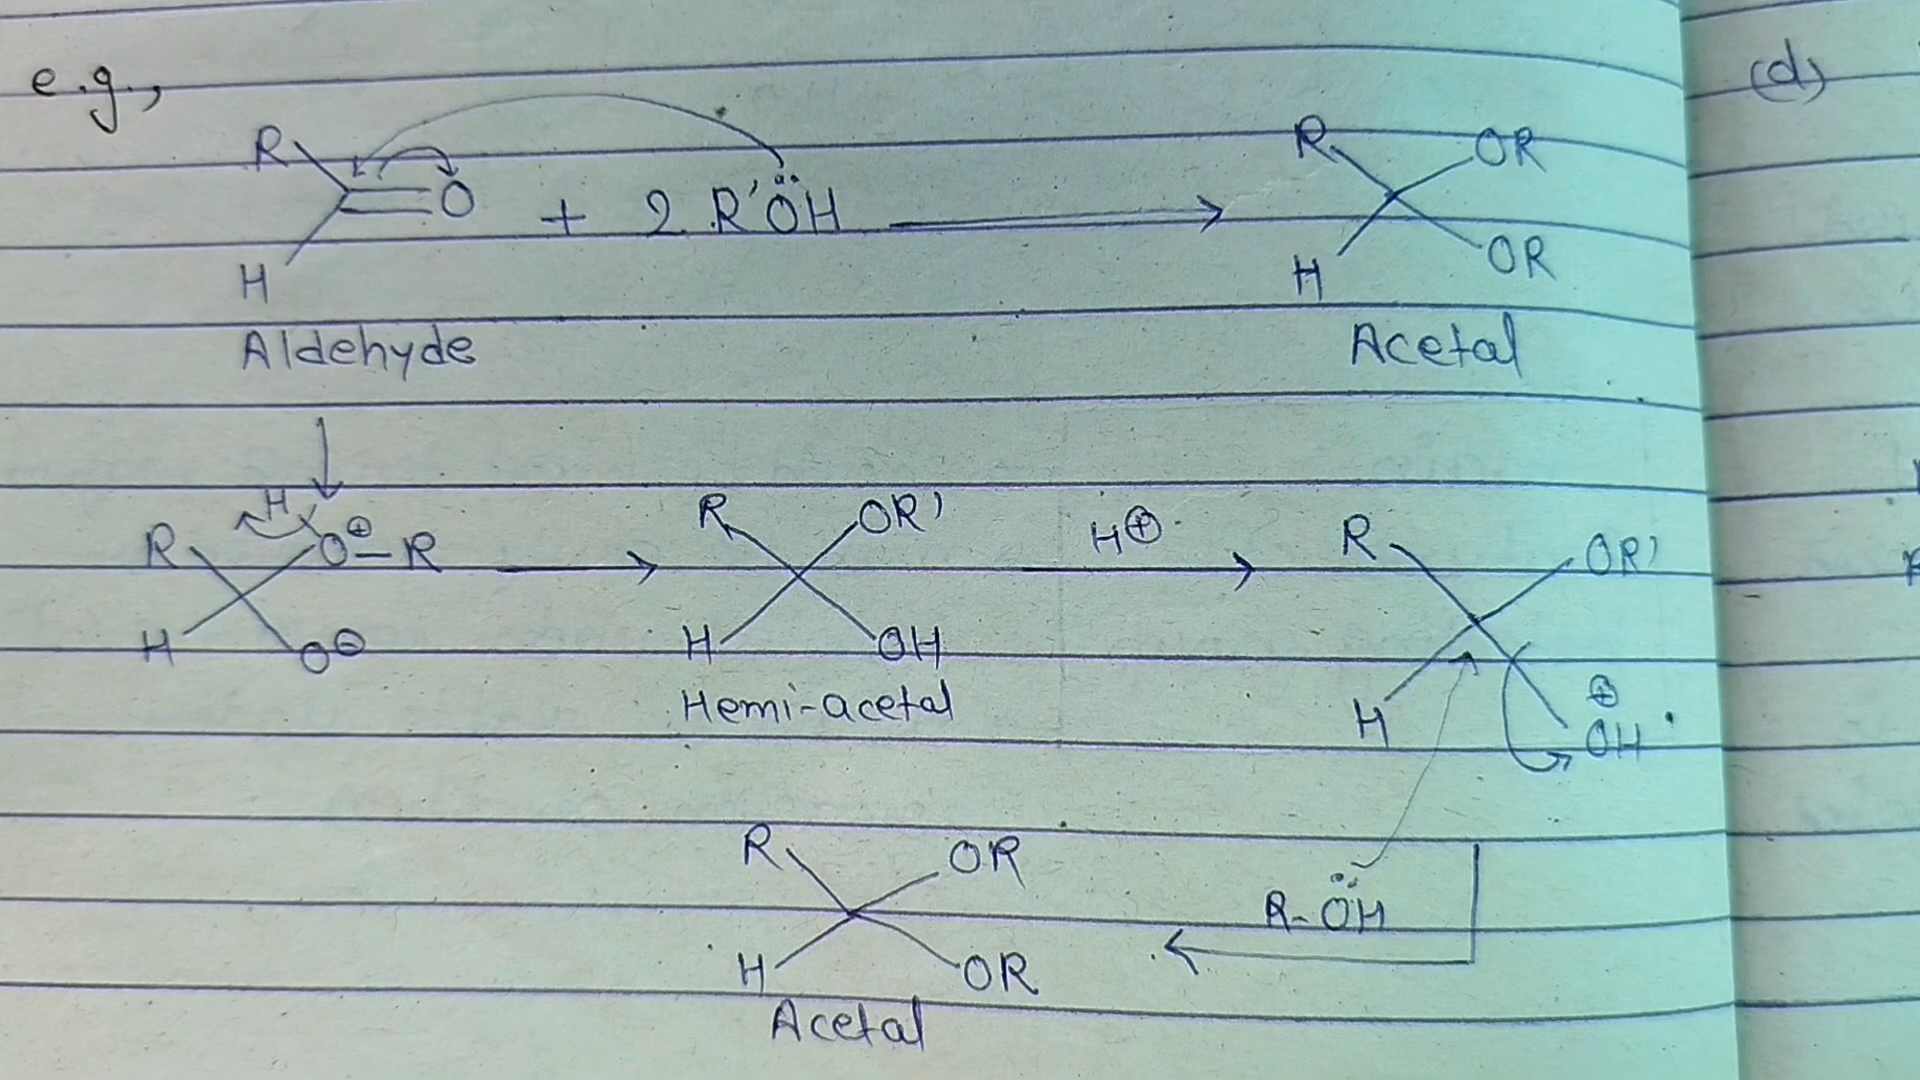 e.g.,
(d)
R
H
O + 2 R'ÖH
R OR
H OR
Aldehyde
Acetal
R H O⊕–R
H O⊖
R OR'
H OH
Hemi-acetal
H⊕
R OR'
H ⊕
OH
R-ÖH
R OR
H OR
Acetal